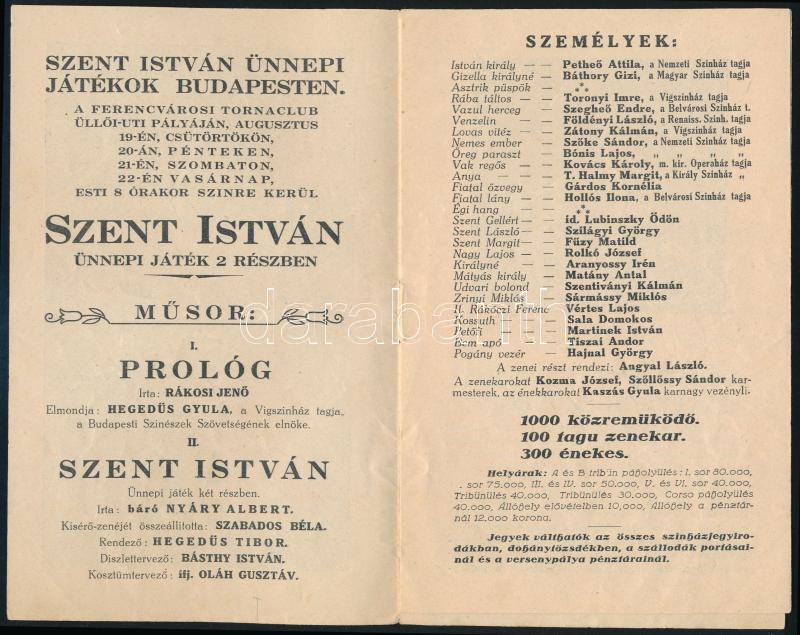 SZENT ISTVÁN ÜNNEPI
JÁTÉKOK BUDAPESTEN.
A FERENCVÁROSI TORNACLUB
ÜLLŐI-UTI PÁLYÁJÁN, AUGUSZTUS
19-ÉN, CSÜTÖRTÖKÖN,
20-ÁN, PÉNTEKEN,
21-ÉN, SZOMBATON,
22-ÉN VASÁRNAP,
ESTI 8 ÓRAKOR SZINRE KERÜL
SZENT ISTVÁN
ÜNNEPI JÁTÉK 2 RÉSZBEN
MŰSOR:
I.
PROLÓG
Irta: RÁKOSI JENŐ
Elmondja: HEGEDÜS GYULA, a Vigszinház tagja,
a Budapesti Szinészek Szövetségének elnöke.
II.
SZENT ISTVÁN
Ünnepi játék két részben.
Irta: báró NYÁRY ALBERT.
Kisérő-zenéjét összeállitotta: SZABADOS BÉLA.
Rendező: HEGEDÜS TIBOR.
Diszlettervező: BÁSTHY ISTVÁN.
Kosztümtervező: ifj. OLÁH GUSZTÁV.
SZEMÉLYEK:
István király — — Petheő Attila, a Nemzeti Szinház tagja
Gizella királyné — Báthory Gizi, a Magyar Szinház tagja
Asztrik püspök — ⁂
Rába táltos — — Toronyi Imre, a Vigszinház tagja
Vazul herceg — Szegheő Endre, a Belvárosi Szinház t.
Venzelin — — Földényi László, a Renaiss. Szinh. tagja
Lovas vitéz — — Zátony Kálmán, a Vigszinház tagja
Nemes ember — Szőke Sándor, a Nemzeti Szinház tagja
Öreg paraszt — Bónis Lajos, „ „ „ „
Vak regős — — Kovács Károly, m. kir. Operaház tagja
Anya — — — T. Halmy Margit, a Király Szinház „
Fiatal özvegy — Gárdos Kornélia
Fiatal lány — — Hollós Ilona, a Belvárosi Szinház tagja
Égi hang — — ⁂
Szent Gellért — id. Lubinszky Ödön
Szent László — Szilágyi György
Szent Margit — Füzy Matild
Nagy Lajos — — Rolkó József
Királyné — — Aranyossy Irén
Mátyás király — Matány Antal
Udvari bolond — Szentiványi Kálmán
Zrinyi Miklós — Sármássy Miklós
II. Rákóczi Ferenc Vértes Lajos
Kossuth — — Sala Domokos
Petőfi — — Martinek István
Bem apó — — Tiszai Andor
Pogány vezér — Hajnal György
A zenei részt rendezi: Angyal László.
A zenekarokat Kozma József, Szőllőssy Sándor kar-
mesterek, az énekkarokat Kaszás Gyula karnagy vezényli.
1000 közremüködő.
100 tagu zenekar.
300 énekes.
Helyárak: A és B tribün páholyülés: I. sor 80.000,
. sor 75.000, III. és IV. sor 50.000, V. és VI. sor 40.000,
Tribünülés 40.000, Tribünülés 30.000, Corso páholyülés
40.000, Állóhely elővételben 10,000, Állóhely a pénztár-
nál 12.000 korona.
Jegyek válthatók az összes szinházjegyiro-
dákban, dohánytőzsdékben, a szállodák portásai-
nál és a versenypálya pénztárainál.
darabanth